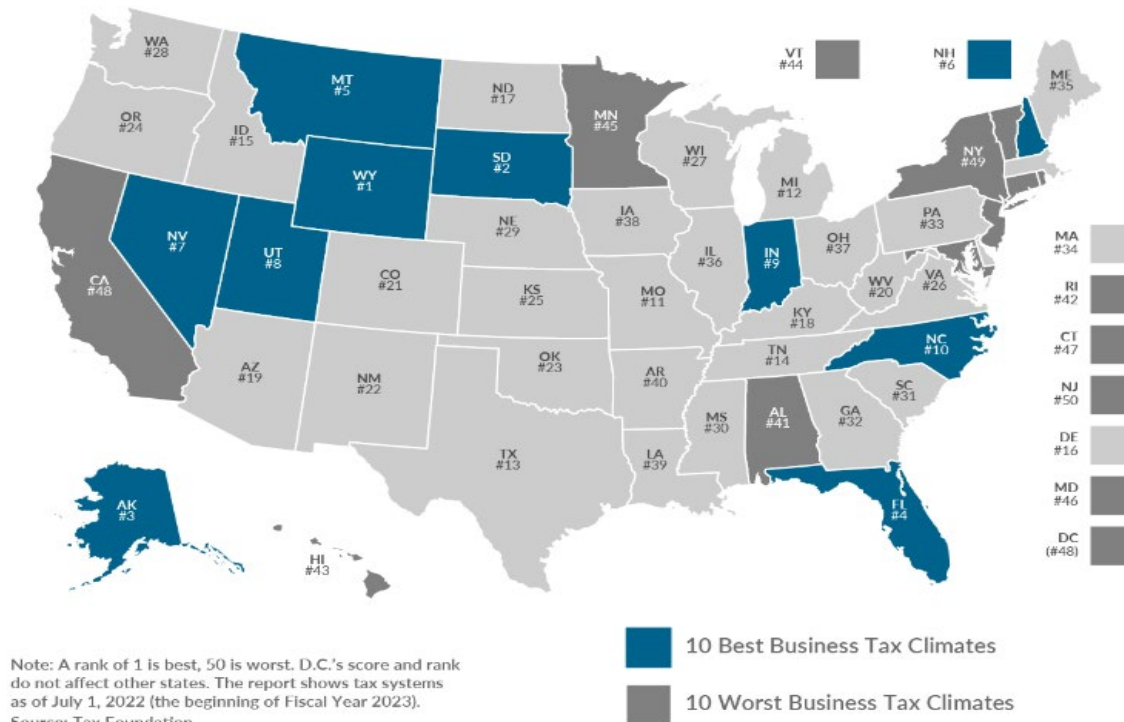 WA
#28
MT
#5
ND
#17
MN
#45
VT
#44
NH
#6
ME
#35
OR
#24
ID
#15
WY
#1
SD
#2
WI
#27
MI
#12
NY
#49
NV
#7
UT
#8
CO
#21
NE
#29
IA
#38
IL
#36
IN
#9
OH
#37
PA
#33
MA
#34
CA
#48
KS
#25
MO
#11
KY
#18
WV
#20
VA
#26
RI
#42
AZ
#19
NM
#22
OK
#23
AR
#40
TN
#14
NC
#10
CT
#47
TX
#13
LA
#39
MS
#30
AL
#41
GA
#32
SC
#31
NJ
#50
DE
#16
AK
#3
HI
#43
FL
#4
MD
#46
DC
(#48)
10 Best Business Tax Climates
10 Worst Business Tax Climates
Note: A rank of 1 is best, 50 is worst. D.C.'s score and rank
do not affect other states. The report shows tax systems
as of July 1, 2022 (the beginning of Fiscal Year 2023).
Source: Tax Foundation